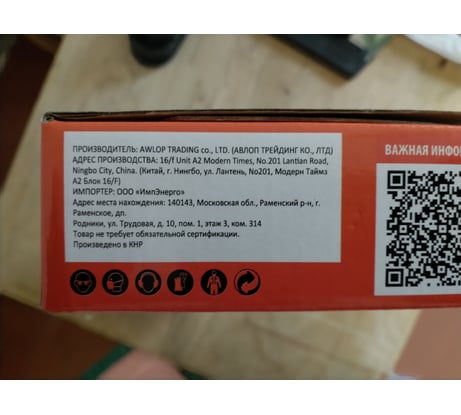 ПРОИЗВОДИТЕЛЬ: AWLOP TRADING co., LTD. (АВЛОП ТРЕЙДИНГ КО., ЛТД)
АДРЕС ПРОИЗВОДСТВА: 16/f Unit A2 Modern Times, No.201 Lantian Road,
Ningbo City, China. (Китай, г. Нингбо, ул. Лантень, No201, Модерн Таймз
А2 Блок 16/F)
ИМПОРТЕР: ООО «ИмпЭнерго»
Адрес места нахождения: 140143, Московская обл., Раменский р-н, г.
Раменское, дп.
Родники, ул. Трудовая, д. 10, пом. 1, этаж 3, ком. 314
Товар не требует обязательной сертификации.
Произведено в КНР
ВАЖНАЯ ИНФО